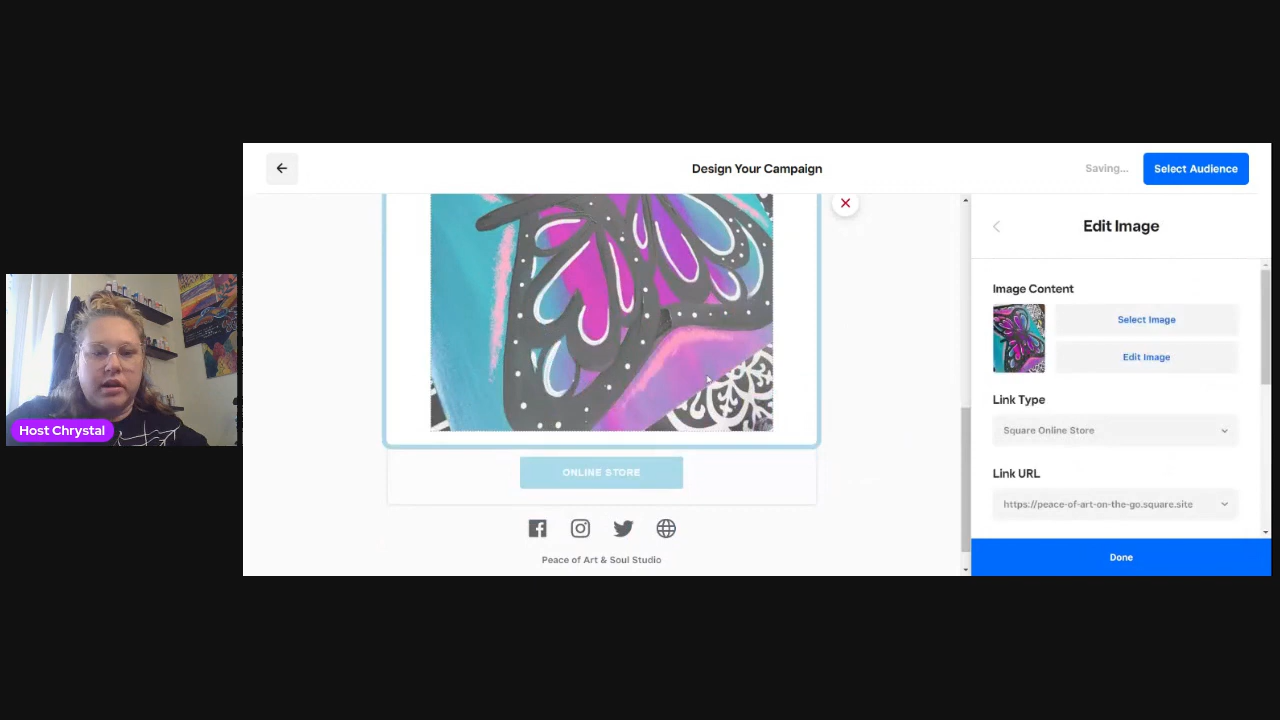 Design Your Campaign
Saving...
Select Audience
Edit Image
Image Content
Select Image
Edit Image
Link Type
Square Online Store
Link URL
https://peace-of-art-on-the-go.square.site
Done
ONLINE STORE
Peace of Art & Soul Studio
Host Chrystal